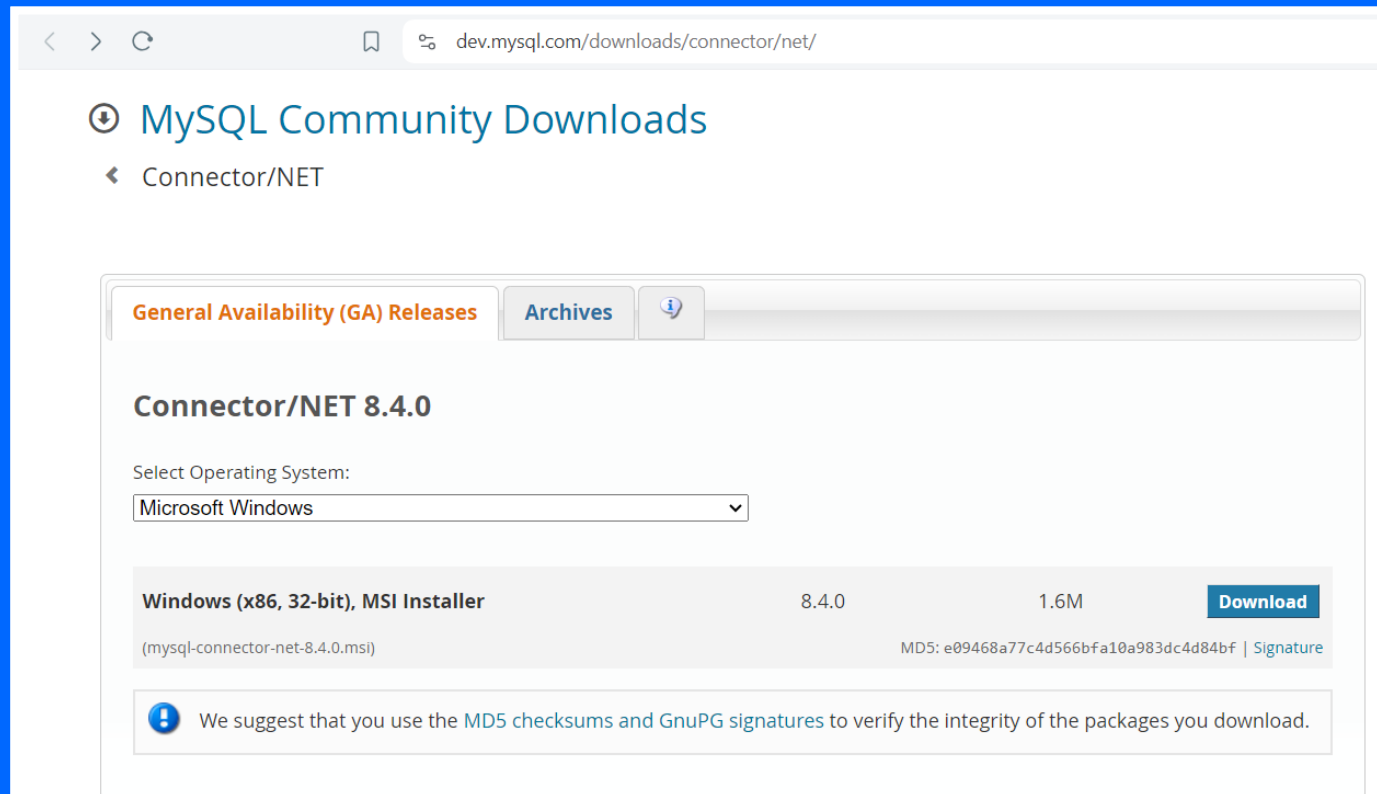 dev.mysql.com/downloads/connector/net/
MySQL Community Downloads
Connector/NET
General Availability (GA) Releases Archives
Connector/NET 8.4.0
Select Operating System:
Microsoft Windows
Windows (x86, 32-bit), MSI Installer 8.4.0 1.6M Download
(mysql-connector-net-8.4.0.msi) MD5: e09468a77c4d566bfa10a983dc4d84bf | Signature
We suggest that you use the MD5 checksums and GnuPG signatures to verify the integrity of the packages you download.